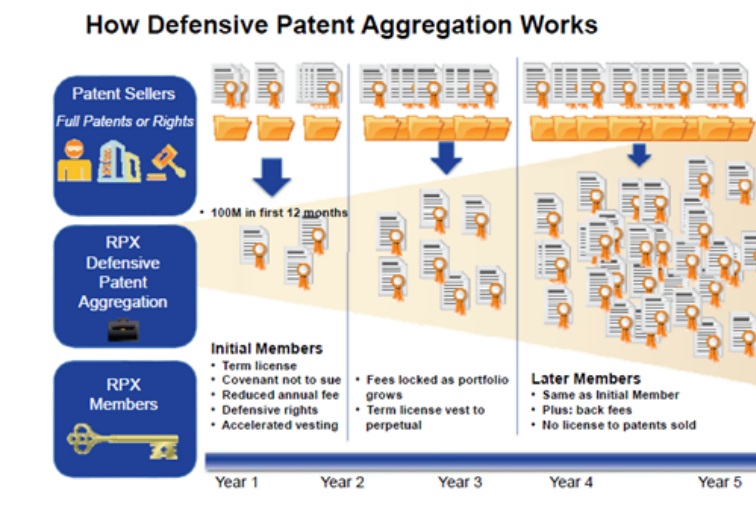 How Defensive Patent Aggregation Works
Patent Sellers
Full Patents or Rights
• 100M in first 12 months
RPX
Defensive
Patent
Aggregation
RPX
Members
Initial Members
• Term license
• Covenant not to sue
• Reduced annual fee
• Defensive rights
• Accelerated vesting
• Fees locked as portfolio
grows
• Term license vest to
perpetual
Later Members
• Same as Initial Member
• Plus: back fees
• No license to patents sold
Year 1
Year 2
Year 3
Year 4
Year 5